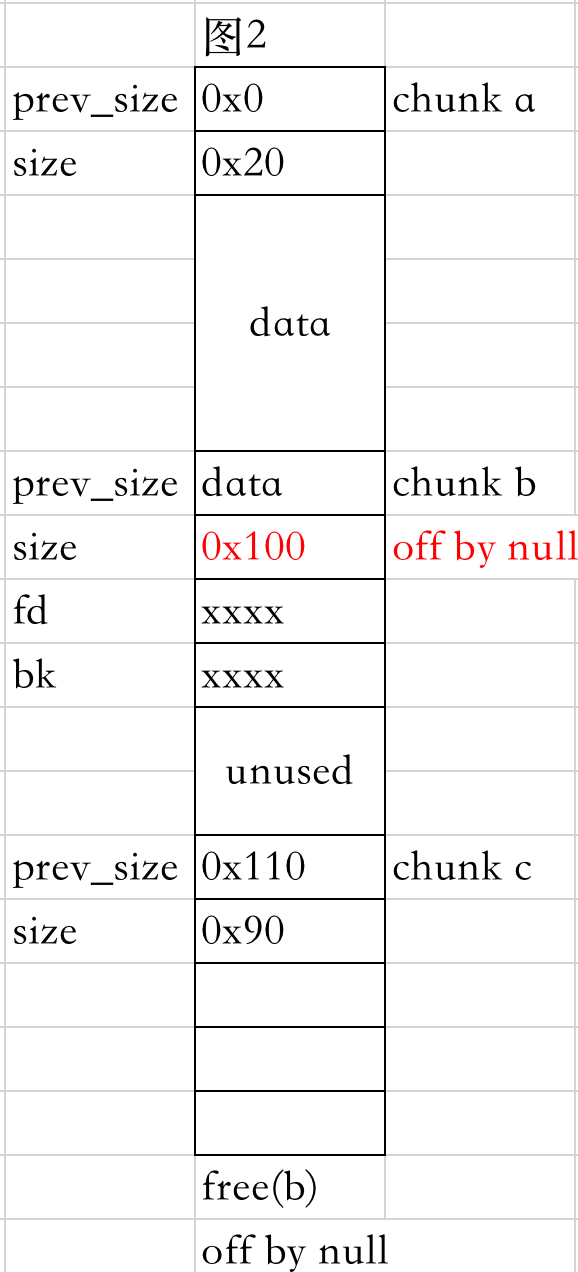 图2
prev_size 0x0 chunk a
size 0x20
data
prev_size data chunk b
size 0x100 off by null
fd xxxx
bk xxxx
unused
prev_size 0x110 chunk c
size 0x90
free(b)
off by null